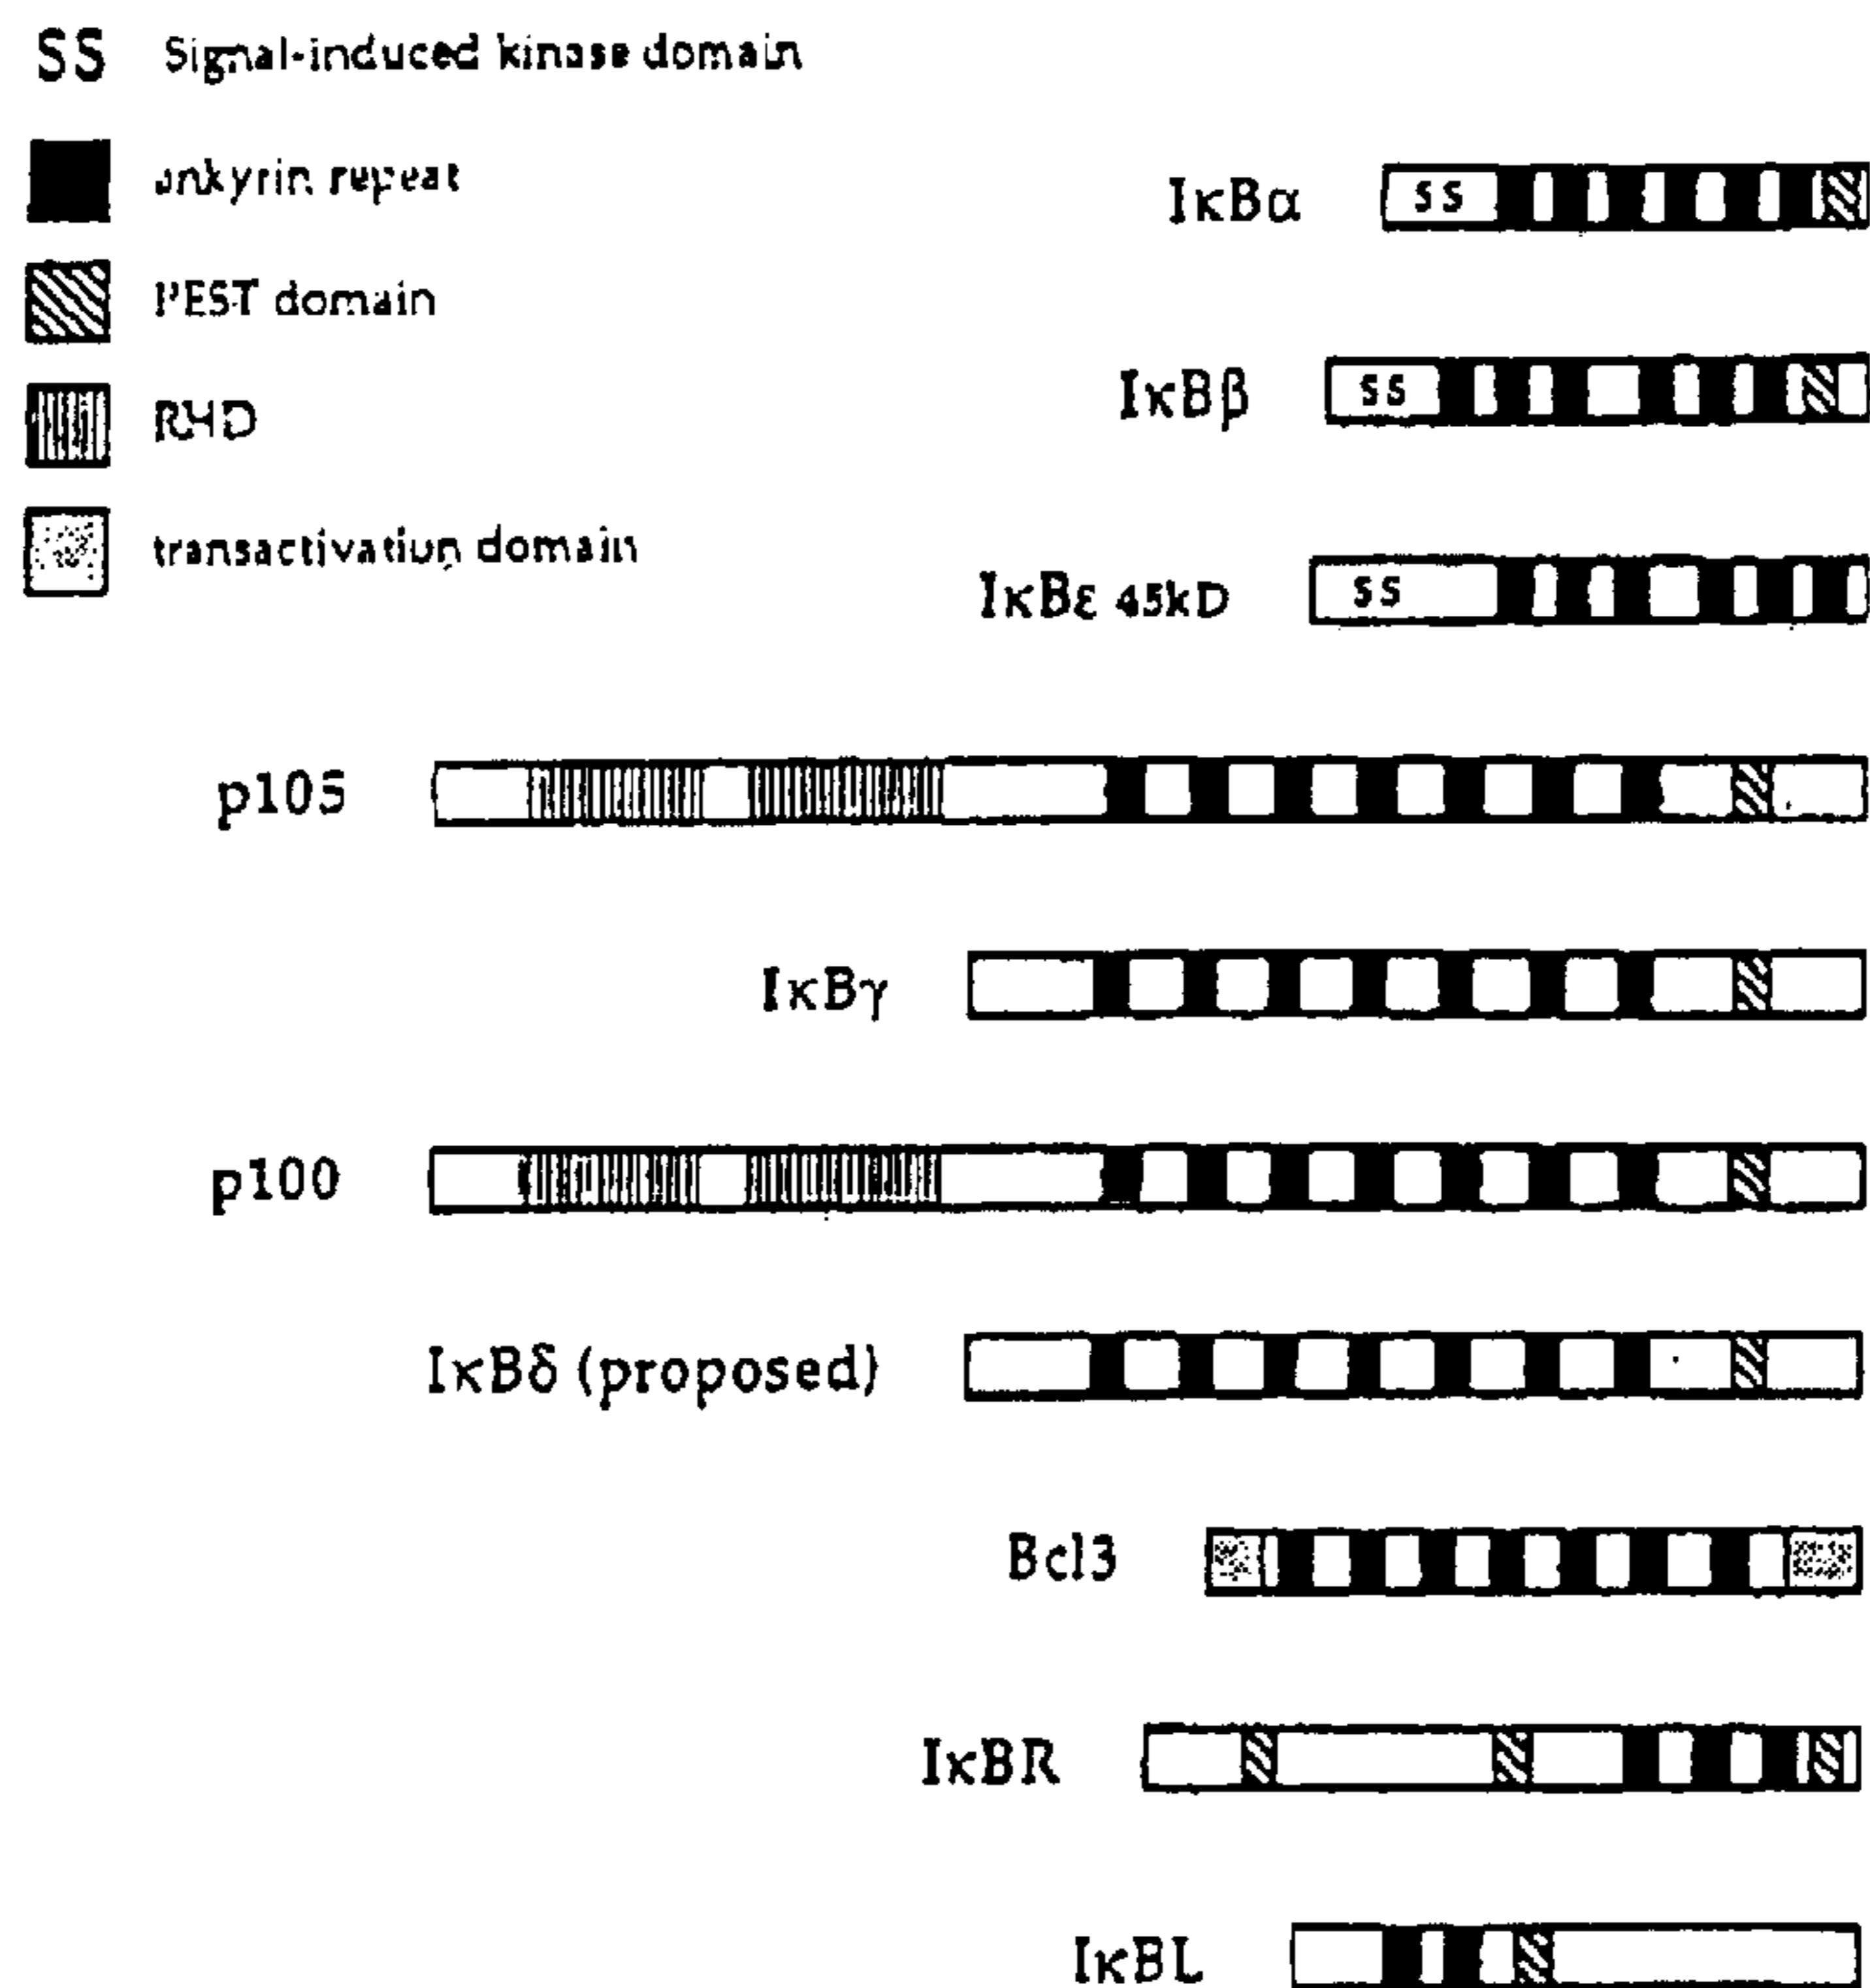 SS Signal-induced kinase domain
ankyrin repeat
PEST domain
RHD
transactivation domain
IκBα SS
IκBβ SS
IκBε 45kD SS
p105
IκBγ
p100
IκBδ (proposed)
Bcl3
IκBR
IκBL